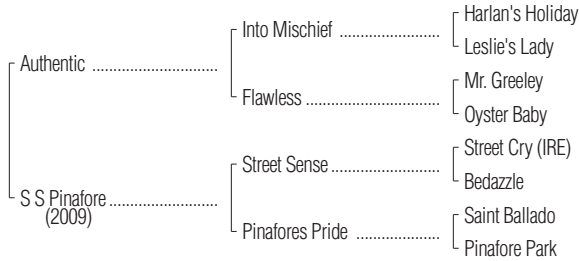 Harlan's Holiday
Into Mischief ....................
Leslie's Lady
Authentic .........................
Mr. Greeley
Flawless ...........................
Oyster Baby
Street Cry (IRE)
Street Sense ......................
Bedazzle
S S Pinafore ......................
(2009)
Saint Ballado
Pinafores Pride .................
Pinafore Park